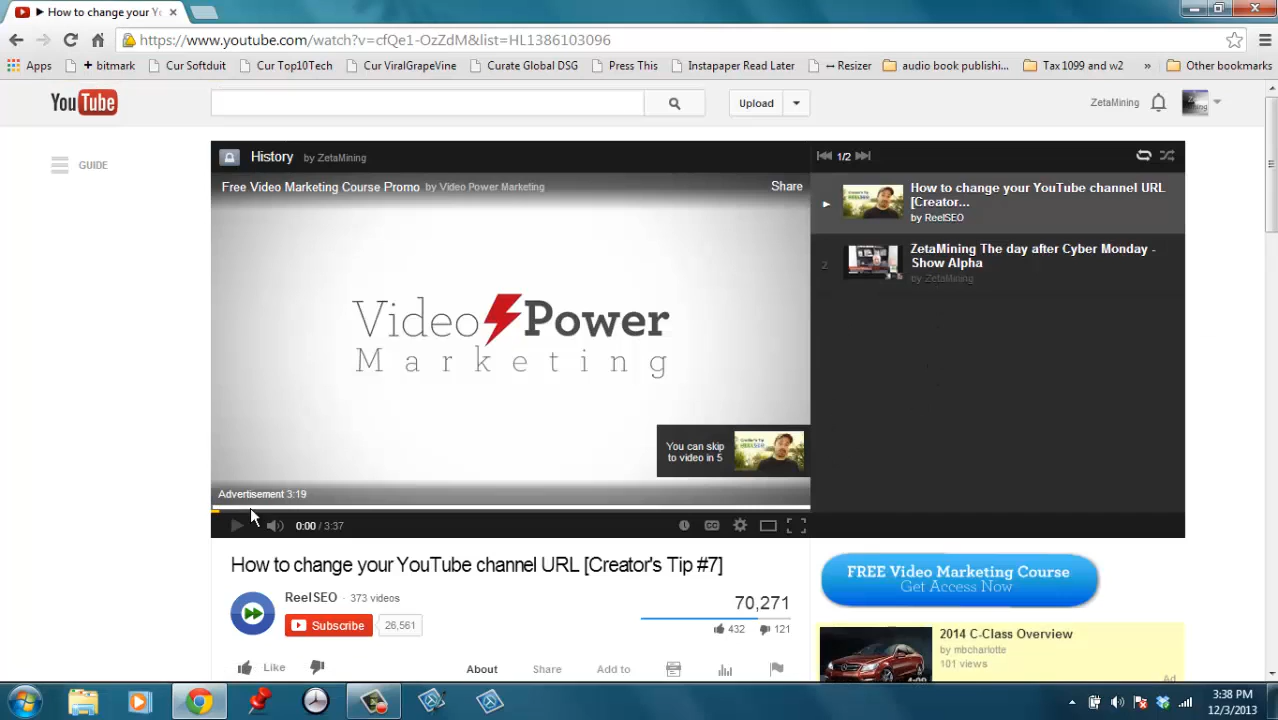 ► How to change your Yo
https://www.youtube.com/watch?v=cfQe1-OzZdM&list=HL1386103096
Apps + bitmark Cur Softduit Cur Top10Tech Cur ViralGrapeVine Curate Global DSG Press This Instapaper Read Later ↔ Resizer audio book publishi... Tax 1099 and w2 » Other bookmarks
YouTube Upload ZetaMining
GUIDE
History by ZetaMining 1/2
Free Video Marketing Course Promo by Video Power Marketing Share
How to change your YouTube channel URL
[Creator...
by ReelSEO
2
ZetaMining The day after Cyber Monday -
Show Alpha
by ZetaMining
Video Power
Marketing
You can skip
to video in 5
Advertisement 3:19
0:00 / 3:37 CC
How to change your YouTube channel URL [Creator's Tip #7]
FREE Video Marketing Course
Get Access Now
ReelSEO · 373 videos
Subscribe 26,561
70,271
432 121
2014 C-Class Overview
by mbcharlotte
101 views
Ad
Like About Share Add to
3:38 PM
12/3/2013